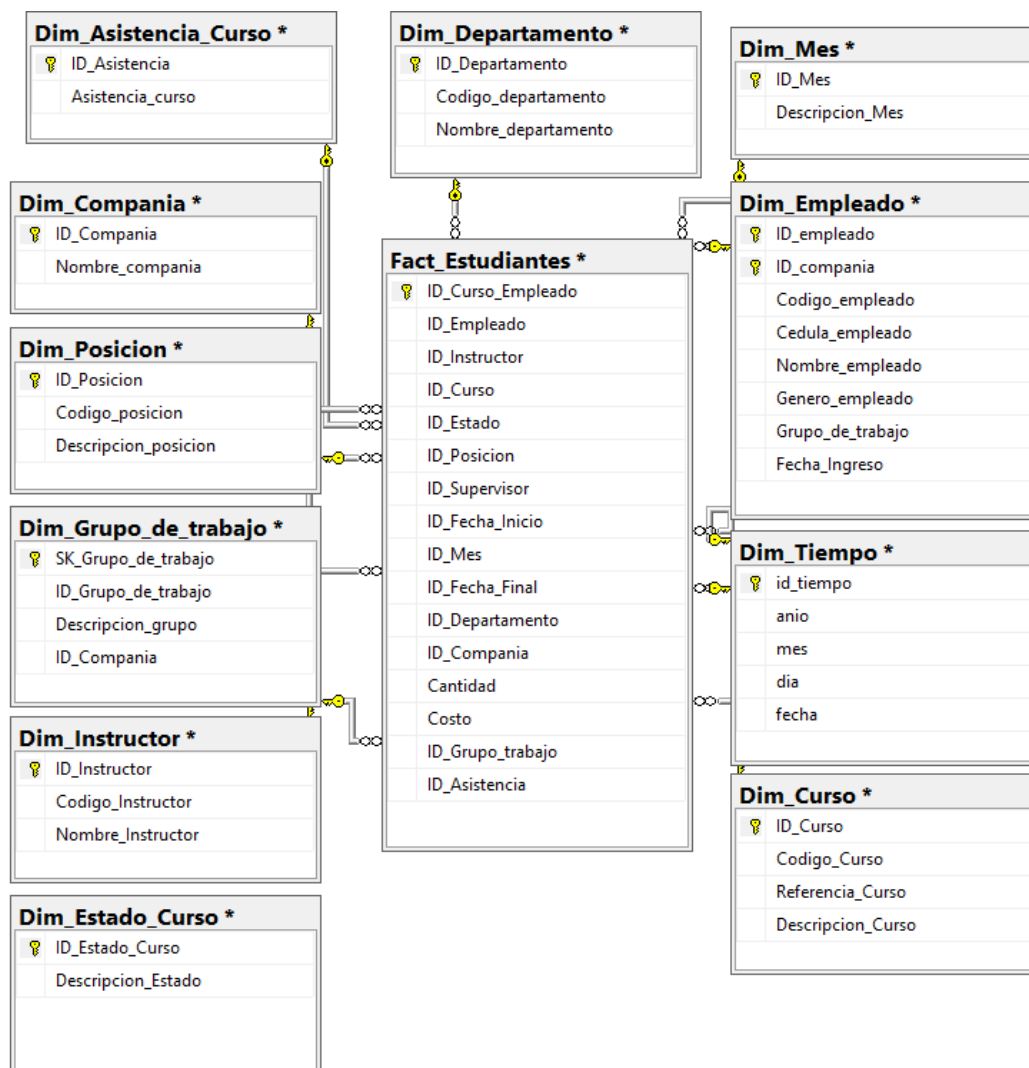 Dim_Asistencia_Curso *
ID_Asistencia
Asistencia_curso
Dim_Departamento *
ID_Departamento
Codigo_departamento
Nombre_departamento
Dim_Mes *
ID_Mes
Descripcion_Mes
Dim_Compania *
ID_Compania
Nombre_compania
Dim_Empleado *
ID_empleado
ID_compania
Codigo_empleado
Cedula_empleado
Nombre_empleado
Genero_empleado
Grupo_de_trabajo
Fecha_Ingreso
Fact_Estudiantes *
ID_Curso_Empleado
ID_Empleado
ID_Instructor
ID_Curso
ID_Estado
ID_Posicion
ID_Supervisor
ID_Fecha_Inicio
ID_Mes
ID_Fecha_Final
ID_Departamento
ID_Compania
Cantidad
Costo
ID_Grupo_trabajo
ID_Asistencia
Dim_Posicion *
ID_Posicion
Codigo_posicion
Descripcion_posicion
Dim_Grupo_de_trabajo *
SK_Grupo_de_trabajo
ID_Grupo_de_trabajo
Descripcion_grupo
ID_Compania
Dim_Tiempo *
id_tiempo
anio
mes
dia
fecha
Dim_Instructor *
ID_Instructor
Codigo_Instructor
Nombre_Instructor
Dim_Curso *
ID_Curso
Codigo_Curso
Referencia_Curso
Descripcion_Curso
Dim_Estado_Curso *
ID_Estado_Curso
Descripcion_Estado